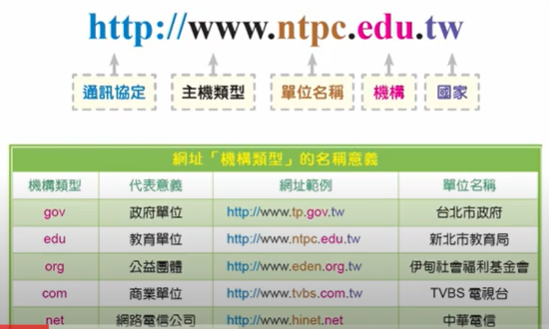 http://www.ntpc.edu.tw
通訊協定 主機類型 單位名稱 機構 國家
網址「機構類型」的名稱意義
機構類型 代表意義 網址範例 單位名稱
gov 政府單位 http://www.tp.gov.tw 台北市政府
edu 教育單位 http://www.ntpc.edu.tw 新北市教育局
org 公益團體 http://www.eden.org.tw 伊甸社會福利基金會
com 商業單位 http://www.tvbs.com.tw TVBS 電視台
net 網路電信公司 http://www.hinet.net 中華電信